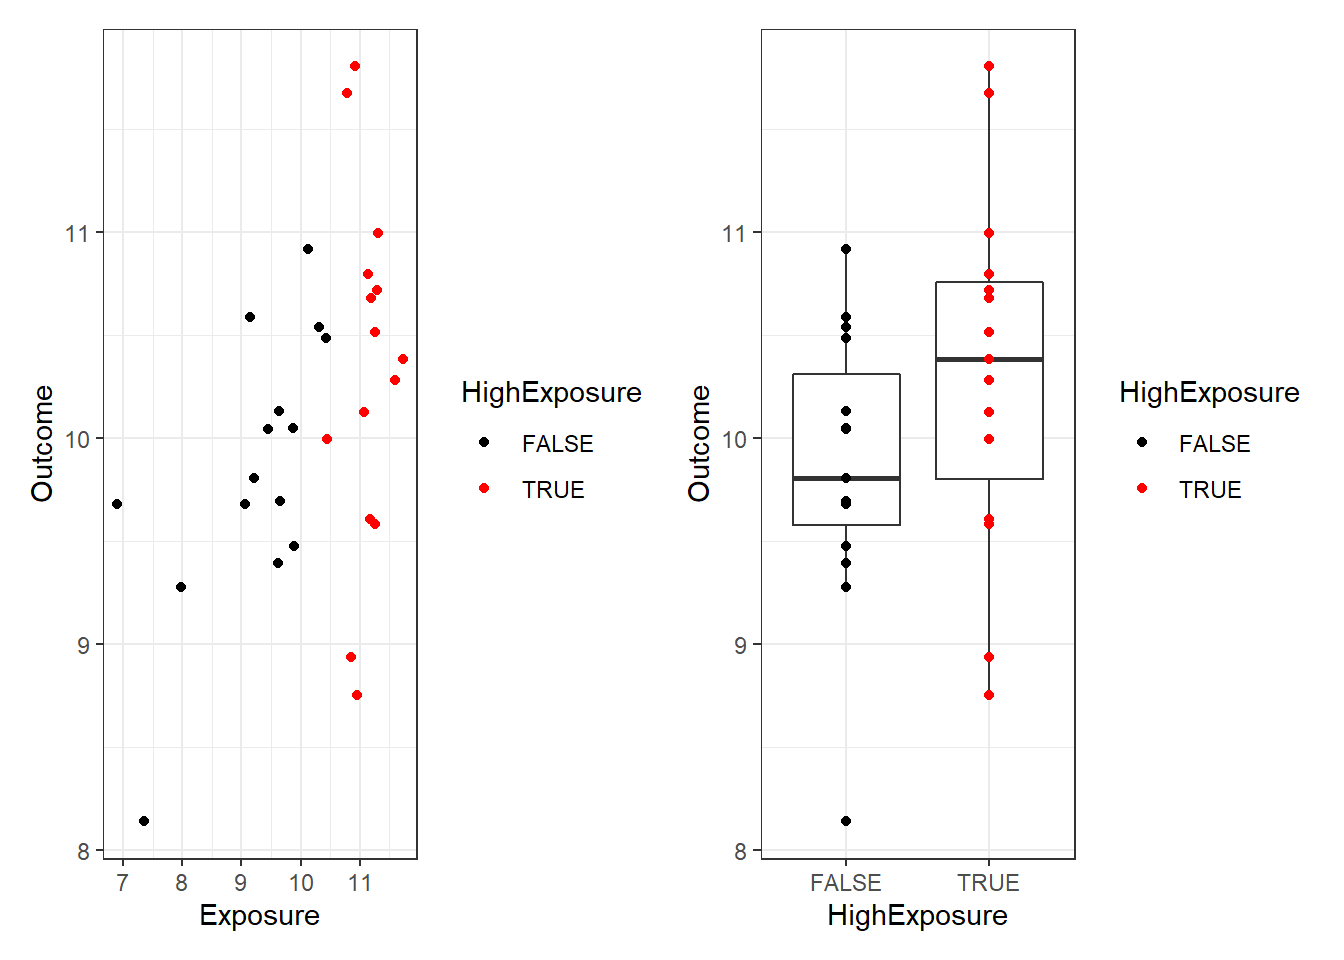 11
10
9
8
Outcome
7 8 9 10 11
Exposure
HighExposure
FALSE
TRUE
11
10
9
8
Outcome
FALSE TRUE
HighExposure
HighExposure
FALSE
TRUE